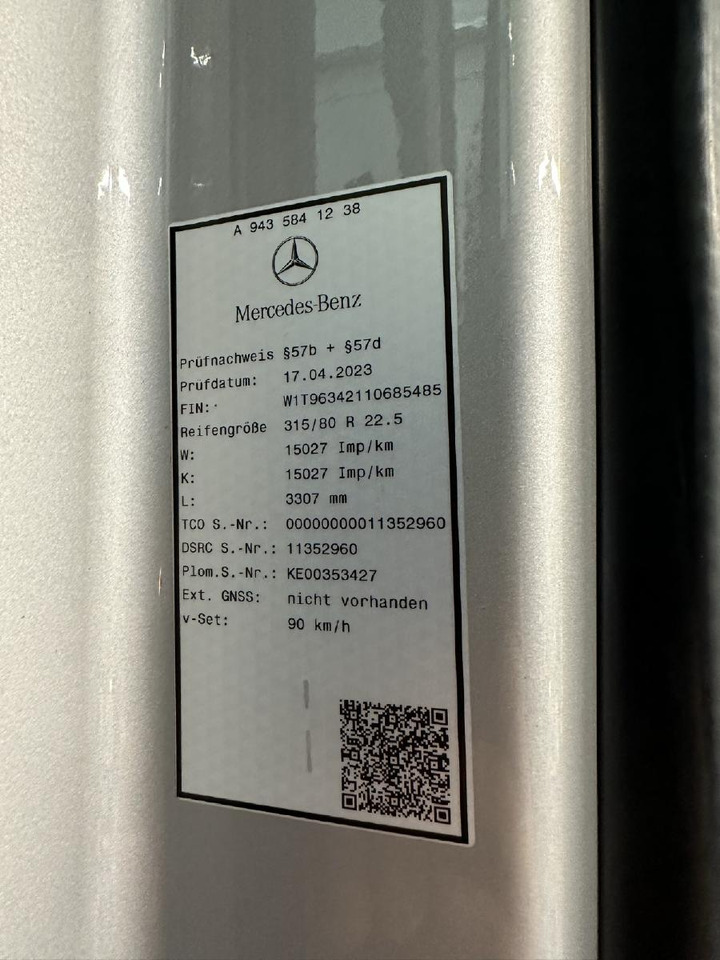 A 943 584 12 38
Mercedes-Benz
Prüfnachweis §57b + §57d
Prüfdatum: 17.04.2023
FIN: W1T96342110685485
Reifengröße 315/80 R 22.5
W: 15027 Imp/km
K: 15027 Imp/km
L: 3307 mm
TCO S.-Nr.: 00000000011352960
DSRC S.-Nr.: 11352960
Plom.S.-Nr.: KE00353427
Ext. GNSS: nicht vorhanden
v-Set: 90 km/h